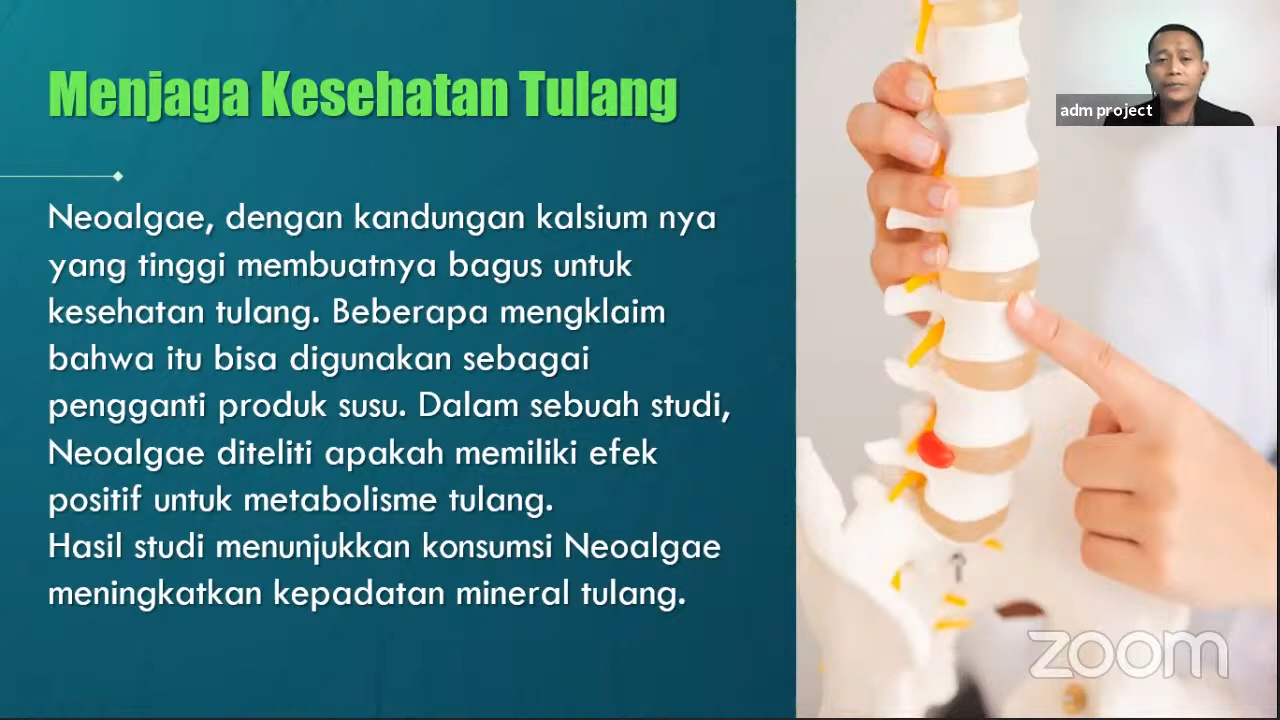 Menjaga Kesehatan Tulang
adm project
Neoalgae, dengan kandungan kalsium nya
yang tinggi membuatnya bagus untuk
kesehatan tulang. Beberapa mengklaim
bahwa itu bisa digunakan sebagai
pengganti produk susu. Dalam sebuah studi,
Neoalgae diteliti apakah memiliki efek
positif untuk metabolisme tulang.
Hasil studi menunjukkan konsumsi Neoalgae
meningkatkan kepadatan mineral tulang.
zoom